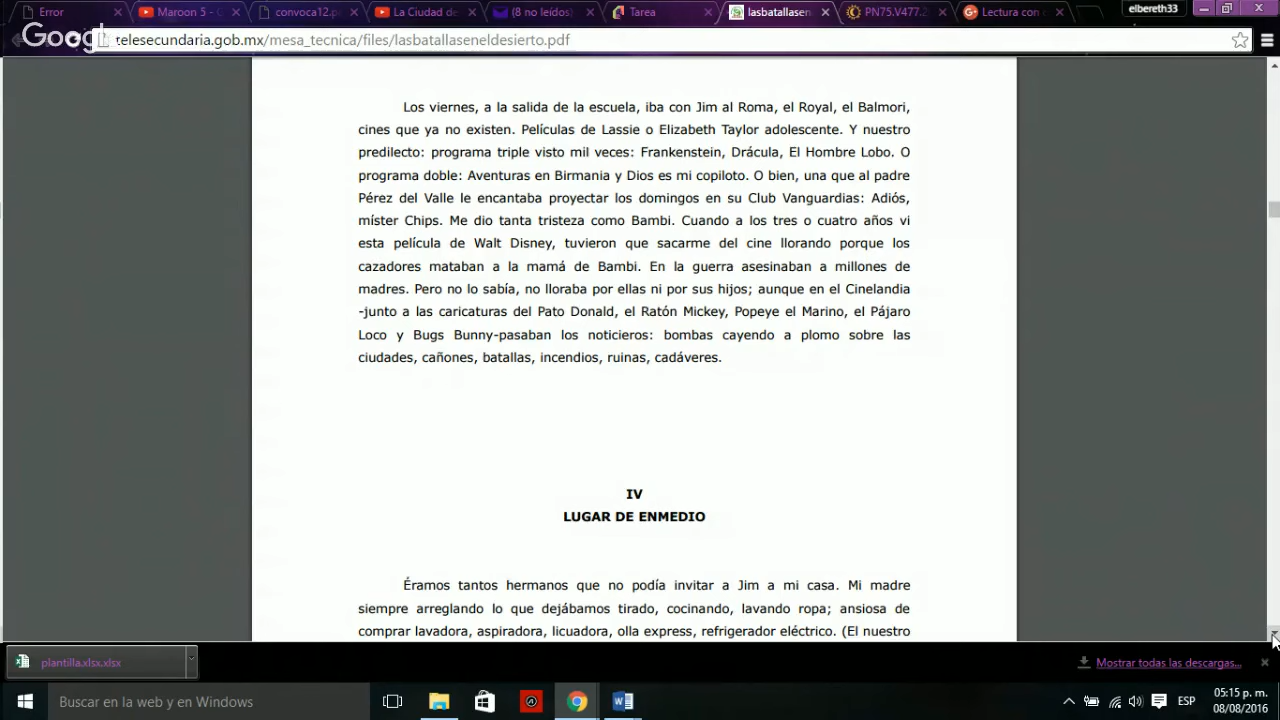 Error
Maroon 5 - C
convoca12.p
La Ciudad de
(8 no leídos)
Tarea
lasbatallasen
PN75.V477.2
Lectura con
elbereth33
Google
telesecundaria.gob.mx/mesa_tecnica/files/lasbatallaseneldesierto.pdf
Los viernes, a la salida de la escuela, iba con Jim al Roma, el Royal, el Balmori,
cines que ya no existen. Películas de Lassie o Elizabeth Taylor adolescente. Y nuestro
predilecto: programa triple visto mil veces: Frankenstein, Drácula, El Hombre Lobo. O
programa doble: Aventuras en Birmania y Dios es mi copiloto. O bien, una que al padre
Pérez del Valle le encantaba proyectar los domingos en su Club Vanguardias: Adiós,
míster Chips. Me dio tanta tristeza como Bambi. Cuando a los tres o cuatro años vi
esta película de Walt Disney, tuvieron que sacarme del cine llorando porque los
cazadores mataban a la mamá de Bambi. En la guerra asesinaban a millones de
madres. Pero no lo sabía, no lloraba por ellas ni por sus hijos; aunque en el Cinelandia
-junto a las caricaturas del Pato Donald, el Ratón Mickey, Popeye el Marino, el Pájaro
Loco y Bugs Bunny-pasaban los noticieros: bombas cayendo a plomo sobre las
ciudades, cañones, batallas, incendios, ruinas, cadáveres.
IV
LUGAR DE ENMEDIO
Éramos tantos hermanos que no podía invitar a Jim a mi casa. Mi madre
siempre arreglando lo que dejábamos tirado, cocinando, lavando ropa; ansiosa de
comprar lavadora, aspiradora, licuadora, olla express, refrigerador eléctrico. (El nuestro
plantilla.xlsx.xlsx
Mostrar todas las descargas...
Buscar en la web y en Windows
ESP
05:15 p. m.
08/08/2016